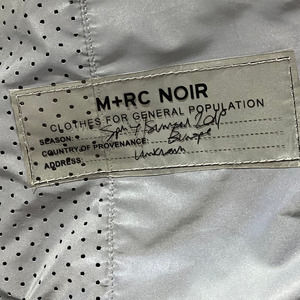 M+RC NOIR
CLOTHES FOR GENERAL POPULATION
SEASON:
COUNTRY OF PROVENANCE: Europe
ADDRESS: Unknown